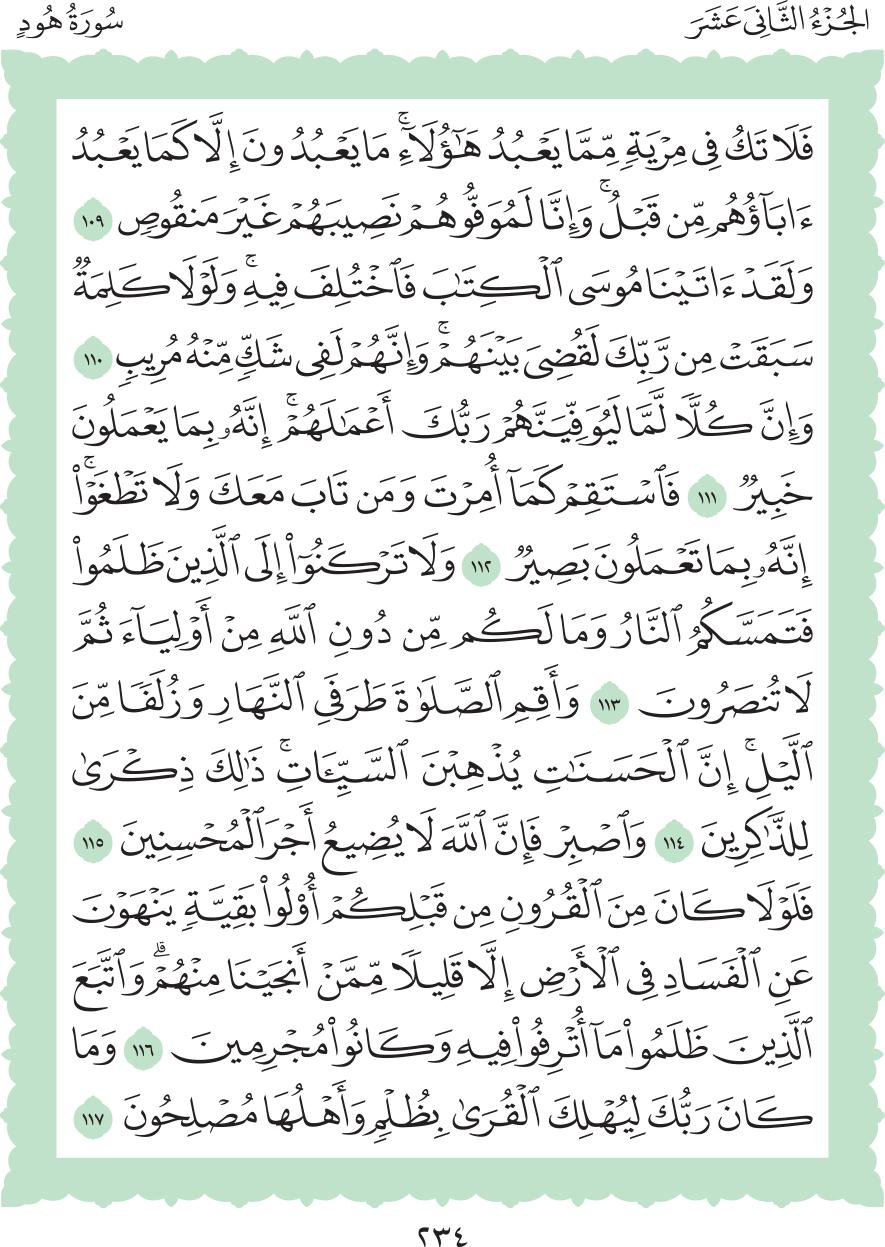 الجُزْءُ الثَّانِيَ عَشَرَ
سُورَةُ هُودٍ
فَلَا تَكُ فِى مِرْيَةٍ مِّمَّا يَعْبُدُ هَـٰٓؤُلَآءِ ۚ مَا يَعْبُدُونَ إِلَّا كَمَا يَعْبُدُ
ءَابَآؤُهُم مِّن قَبْلُ ۚ وَإِنَّا لَمُوَفُّوهُمْ نَصِيبَهُمْ غَيْرَ مَنقُوصٍ ١٠٩
وَلَقَدْ ءَاتَيْنَا مُوسَى ٱلْكِتَـٰبَ فَٱخْتُلِفَ فِيهِ ۚ وَلَوْلَا كَلِمَةٌ
سَبَقَتْ مِن رَّبِّكَ لَقُضِىَ بَيْنَهُمْ ۚ وَإِنَّهُمْ لَفِى شَكٍّ مِّنْهُ مُرِيبٍ ١١٠
وَإِنَّ كُلًّا لَّمَّا لَيُوَفِّيَنَّهُمْ رَبُّكَ أَعْمَـٰلَهُمْ ۚ إِنَّهُۥ بِمَا يَعْمَلُونَ
خَبِيرٌ ١١١ فَٱسْتَقِمْ كَمَآ أُمِرْتَ وَمَن تَابَ مَعَكَ وَلَا تَطْغَوْا۟ ۚ
إِنَّهُۥ بِمَا تَعْمَلُونَ بَصِيرٌ ١١٢ وَلَا تَرْكَنُوٓا۟ إِلَى ٱلَّذِينَ ظَلَمُوا۟
فَتَمَسَّكُمُ ٱلنَّارُ وَمَا لَكُم مِّن دُونِ ٱللَّهِ مِنْ أَوْلِيَآءَ ثُمَّ
لَا تُنصَرُونَ ١١٣ وَأَقِمِ ٱلصَّلَوٰةَ طَرَفَىِ ٱلنَّهَارِ وَزُلَفًا مِّنَ
ٱلَّيْلِ ۚ إِنَّ ٱلْحَسَنَـٰتِ يُذْهِبْنَ ٱلسَّيِّـَٔاتِ ۚ ذَٰلِكَ ذِكْرَىٰ
لِلذَّٰكِرِينَ ١١٤ وَٱصْبِرْ فَإِنَّ ٱللَّهَ لَا يُضِيعُ أَجْرَ ٱلْمُحْسِنِينَ ١١٥
فَلَوْلَا كَانَ مِنَ ٱلْقُرُونِ مِن قَبْلِكُمْ أُو۟لُوا۟ بَقِيَّةٍ يَنْهَوْنَ
عَنِ ٱلْفَسَادِ فِى ٱلْأَرْضِ إِلَّا قَلِيلًا مِّمَّنْ أَنجَيْنَا مِنْهُمْ ۗ وَٱتَّبَعَ
ٱلَّذِينَ ظَلَمُوا۟ مَآ أُتْرِفُوا۟ فِيهِ وَكَانُوا۟ مُجْرِمِينَ ١١٦ وَمَا
كَانَ رَبُّكَ لِيُهْلِكَ ٱلْقُرَىٰ بِظُلْمٍ وَأَهْلُهَا مُصْلِحُونَ ١١٧
٢٣٤